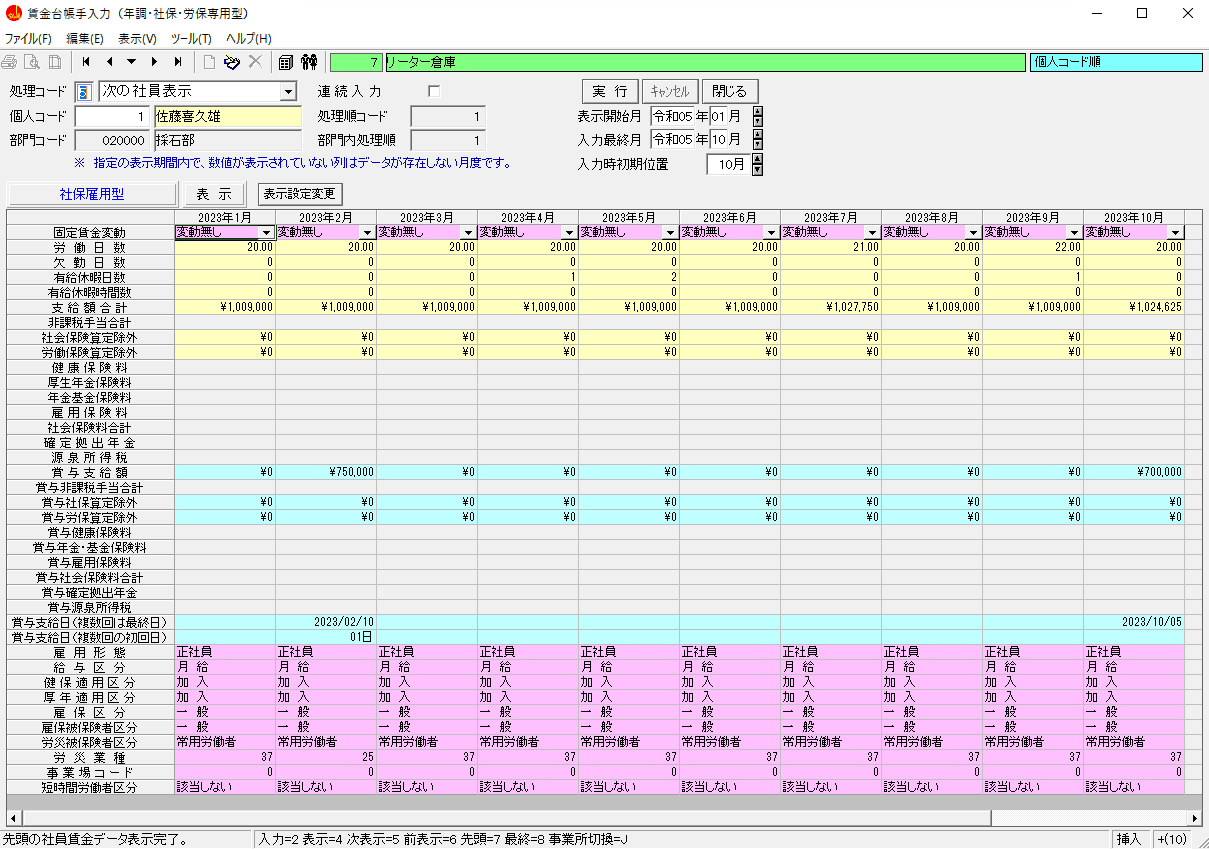 賃金台帳手入力（年調･社保･労保専用型）
ファイル(F) 編集(E) 表示(V) ツール(T) ヘルプ(H)
7 リーター倉庫 個人コード順
処理コード 3 次の社員表示 連続入力 実 行 ｷｬﾝｾﾙ 閉じる
個人コード 1 佐藤喜久雄 処理順コード 1 表示開始月 令和05 年 01 月
部門コード 020000 採石部 部門内処理順 1 入力最終月 令和05 年 10 月
※ 指定の表示期間内で、数値が表示されていない列はデータが存在しない月度です。 入力時初期位置 10月
社保雇用型 表 示 表示設定変更
2023年1月 2023年2月 2023年3月 2023年4月 2023年5月 2023年6月 2023年7月 2023年8月 2023年9月 2023年10月
固定賃金変動 変動無し 変動無し 変動無し 変動無し 変動無し 変動無し 変動無し 変動無し 変動無し 変動無し
労働日数 20.00 20.00 20.00 20.00 20.00 20.00 21.00 20.00 22.00 20.00
欠勤日数 0 0 0 0 0 0 0 0 0 0
有給休暇日数 0 0 0 1 2 0 0 0 1 0
有給休暇時間数 0 0 0 0 0 0 0 0 0 0
支給額合計 ¥1,009,000 ¥1,009,000 ¥1,009,000 ¥1,009,000 ¥1,009,000 ¥1,009,000 ¥1,027,750 ¥1,009,000 ¥1,009,000 ¥1,024,625
非課税手当合計
社会保険算定除外 ¥0 ¥0 ¥0 ¥0 ¥0 ¥0 ¥0 ¥0 ¥0 ¥0
労働保険算定除外 ¥0 ¥0 ¥0 ¥0 ¥0 ¥0 ¥0 ¥0 ¥0 ¥0
健康保険料
厚生年金保険料
年金基金保険料
雇用保険料
社会保険料合計
確定拠出年金
源泉所得税
賞与支給額 ¥0 ¥750,000 ¥0 ¥0 ¥0 ¥0 ¥0 ¥0 ¥0 ¥700,000
賞与非課税手当合計
賞与社保算定除外 ¥0 ¥0 ¥0 ¥0 ¥0 ¥0 ¥0 ¥0 ¥0 ¥0
賞与労保算定除外 ¥0 ¥0 ¥0 ¥0 ¥0 ¥0 ¥0 ¥0 ¥0 ¥0
賞与健康保険料
賞与年金･基金保険料
賞与雇用保険料
賞与社会保険料合計
賞与確定拠出年金
賞与源泉所得税
賞与支給日(複数回は最終日) 2023/02/10 2023/10/05
賞与支給日(複数回の初回日) 01日
雇用形態 正社員 正社員 正社員 正社員 正社員 正社員 正社員 正社員 正社員 正社員
給与区分 月 給 月 給 月 給 月 給 月 給 月 給 月 給 月 給 月 給 月 給
健保適用区分 加 入 加 入 加 入 加 入 加 入 加 入 加 入 加 入 加 入 加 入
厚年適用区分 加 入 加 入 加 入 加 入 加 入 加 入 加 入 加 入 加 入 加 入
雇保区分 一 般 一 般 一 般 一 般 一 般 一 般 一 般 一 般 一 般 一 般
雇保被保険者区分 一 般 一 般 一 般 一 般 一 般 一 般 一 般 一 般 一 般 一 般
労災被保険者区分 常用労働者 常用労働者 常用労働者 常用労働者 常用労働者 常用労働者 常用労働者 常用労働者 常用労働者 常用労働者
労災業種 37 25 37 37 37 37 37 37 37 37
事業場コード 0 0 0 0 0 0 0 0 0 0
短時間労働者区分 該当しない 該当しない 該当しない 該当しない 該当しない 該当しない 該当しない 該当しない 該当しない 該当しない
先頭の社員賃金データ表示完了。 入力=2 表示=4 次表示=5 前表示=6 先頭=7 最終=8 事業所切換=J 挿入 +(10)